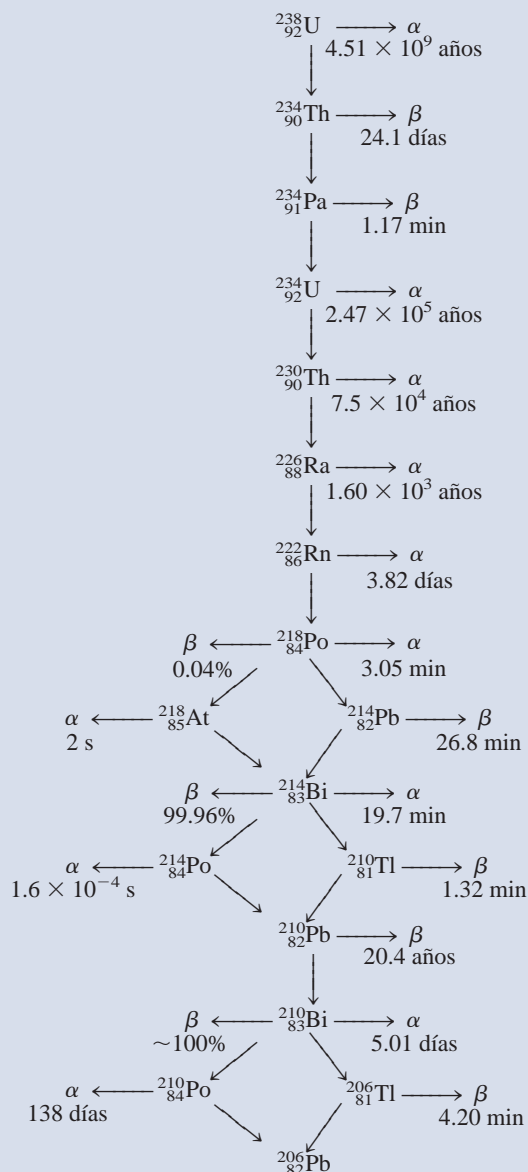 ²³⁸₉₂U ⟶ α
4.51 × 10⁹ años
²³⁴₉₀Th ⟶ β
24.1 días
²³⁴₉₁Pa ⟶ β
1.17 min
²³⁴₉₂U ⟶ α
2.47 × 10⁵ años
²³⁰₉₀Th ⟶ α
7.5 × 10⁴ años
²²⁶₈₈Ra ⟶ α
1.60 × 10³ años
²²²₈₆Rn ⟶ α
3.82 días
β ⟵ ²¹⁸₈₄Po ⟶ α
0.04% 3.05 min
α ⟵ ²¹⁸₈₅At ²¹⁴₈₂Pb ⟶ β
2 s 26.8 min
β ⟵ ²¹⁴₈₃Bi ⟶ α
99.96% 19.7 min
α ⟵ ²¹⁴₈₄Po ²¹⁰₈₁Tl ⟶ β
1.6 × 10⁻⁴ s 1.32 min
²¹⁰₈₂Pb ⟶ β
20.4 años
β ⟵ ²¹⁰₈₃Bi ⟶ α
~100% 5.01 días
α ⟵ ²¹⁰₈₄Po ²⁰⁶₈₁Tl ⟶ β
138 días 4.20 min
²⁰⁶₈₂Pb